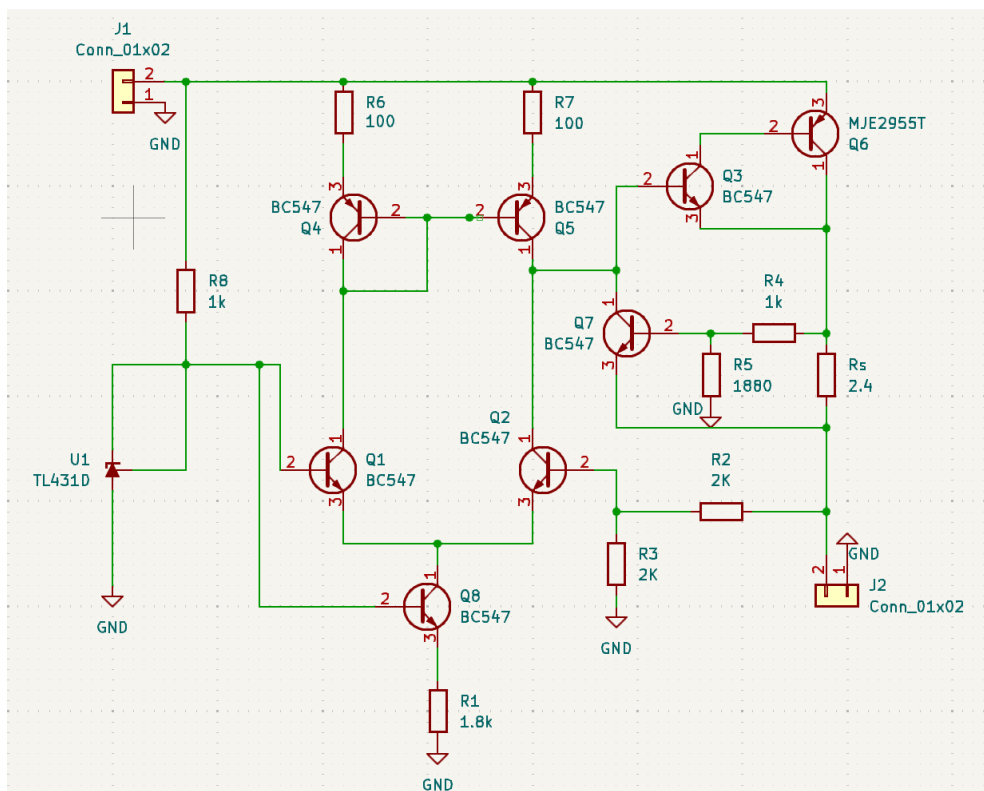 J1
Conn_01x02
2
1
GND
R6
100
R7
100
3
2
MJE2955T
Q6
1
1
2
Q3
BC547
3
3
BC547
Q4
2
1
3
2
BC547
Q5
1
R8
1k
R4
1k
1
Q7
BC547
2
3
R5
1880
GND
Rs
2.4
U1
TL431D
GND
1
2
Q1
BC547
3
Q2
BC547
1
2
3
R2
2K
R3
2K
GND
GND
2
1
J2
Conn_01x02
1
2
Q8
BC547
3
R1
1.8k
GND